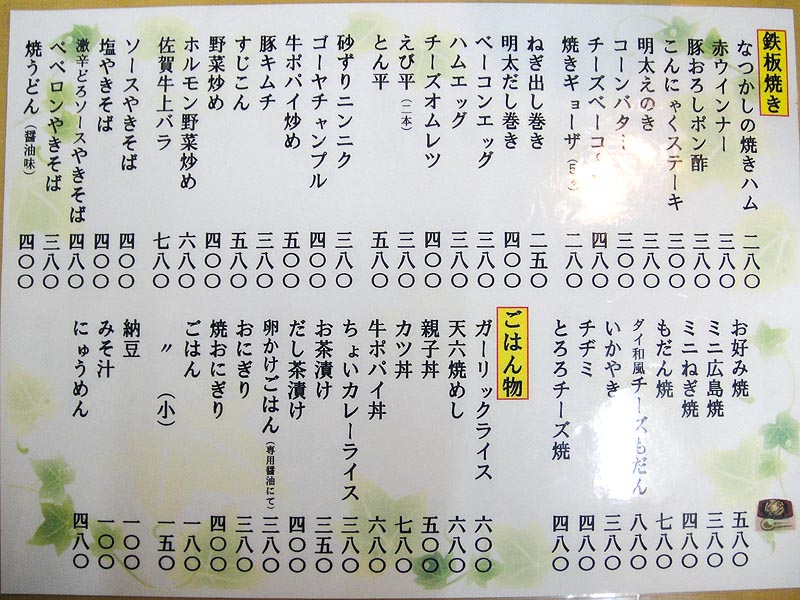 鉄板焼き
なつかしの焼きハム 二八〇
赤ウインナー 三八〇
豚おろしポン酢 三八〇
こんにゃくステーキ 三〇〇
明太えのき 三八〇
コーンバター 三〇〇
チーズベーコ 四八〇
焼きギョーザ 二八〇
ねぎ出し巻き 二五〇
明太だし巻き 四〇〇
ベーコンエッグ 三八〇
ハムエッグ 三八〇
チーズオムレツ 四〇〇
えび平(二本) 三八〇
とん平 五八〇
砂ずりニンニク 三八〇
ゴーヤチャンプル 四〇〇
牛ポパイ炒め 五〇〇
豚キムチ 三八〇
すじこん 五八〇
野菜炒め 四〇〇
ホルモン野菜炒め 六八〇
佐賀牛上バラ 七八〇
ソースやきそば 四〇〇
塩やきそば 四〇〇
激辛どろソースやきそば 四八〇
ペペロンやきそば 三八〇
焼うどん(醤油味) 四〇〇
お好み焼 五八〇
ミニ広島焼 三八〇
ミニねぎ焼 四八〇
もだん焼 七八〇
ダイ和風チーズもだん 八八〇
いかやき 三八〇
チヂミ 四八〇
とろろチーズ焼 四八〇
ごはん物
ガーリックライス 六〇〇
天六焼めし 六八〇
親子丼 五〇〇
カツ丼 七八〇
牛ポパイ丼 六八〇
ちょいカレーライス 三八〇
お茶漬け 三五〇
だし茶漬け 四〇〇
卵かけごはん(専用醤油にて) 三八〇
おにぎり 三八〇
焼おにぎり 四〇〇
ごはん 一八〇
〃(小) 一五〇
納豆 一〇〇
みそ汁 一〇〇
にゅうめん 四八〇